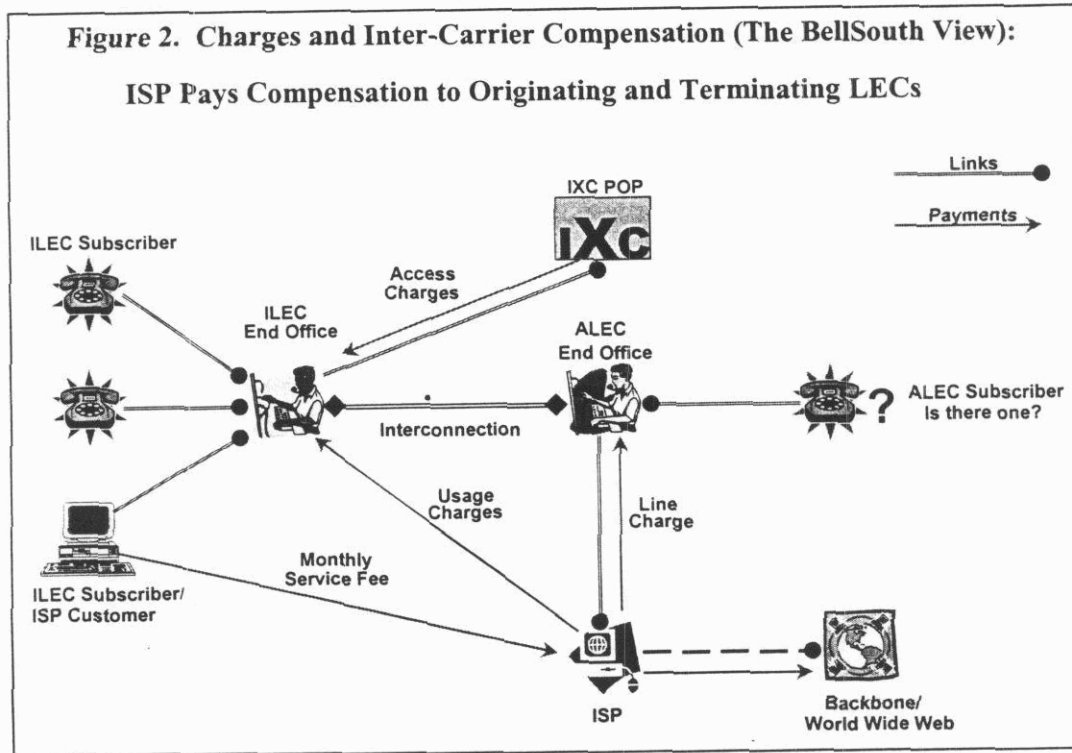 Figure 2. Charges and Inter-Carrier Compensation (The BellSouth View):
ISP Pays Compensation to Originating and Terminating LECs
Links
Payments
IXC POP
IXC
ILEC Subscriber
Access
Charges
ILEC
End Office
ALEC
End Office
?
ALEC Subscriber
Is there one?
Interconnection
Usage
Charges
Line
Charge
Monthly
Service Fee
ILEC Subscriber/
ISP Customer
ISP
Backbone/
World Wide Web